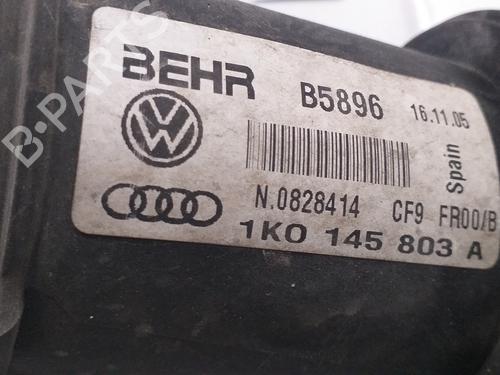 BEHR B5896 16.11.05
Spain
N.0828414 CF9 FR00/B
1K0 145 803 A
B-PARTS